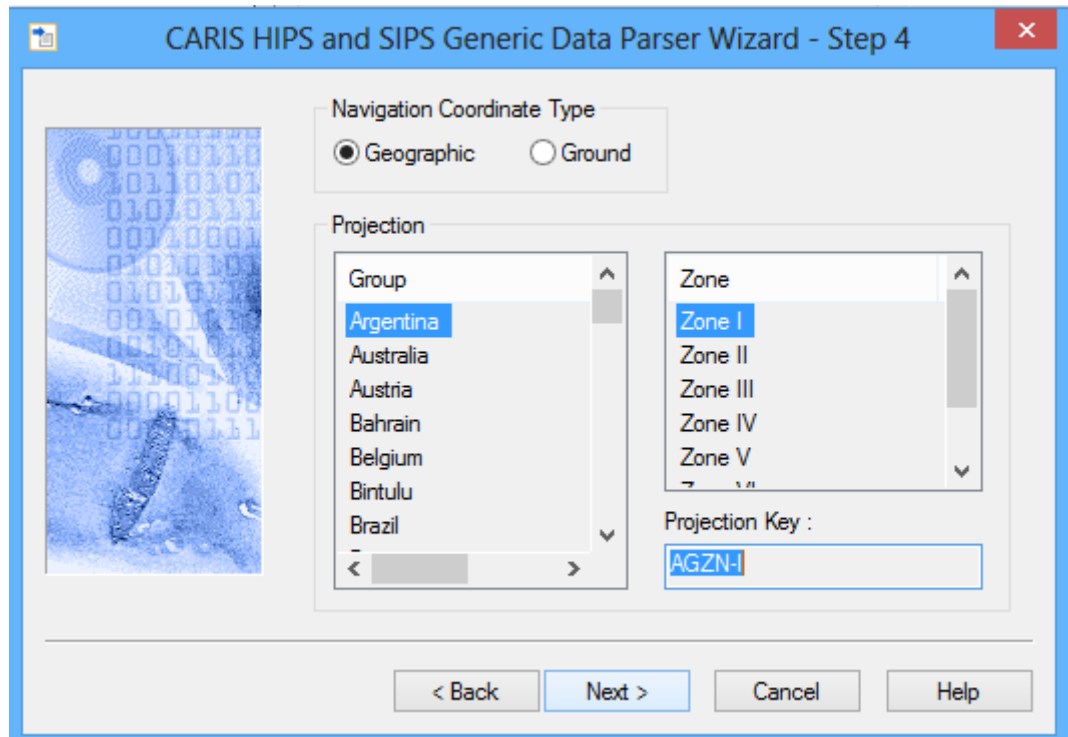 CARIS HIPS and SIPS Generic Data Parser Wizard - Step 4
Navigation Coordinate Type
Geographic
Ground
Projection
Group
Argentina
Australia
Austria
Bahrain
Belgium
Bintulu
Brazil
Zone
Zone I
Zone II
Zone III
Zone IV
Zone V
Projection Key :
AGZN-I
< Back
Next >
Cancel
Help